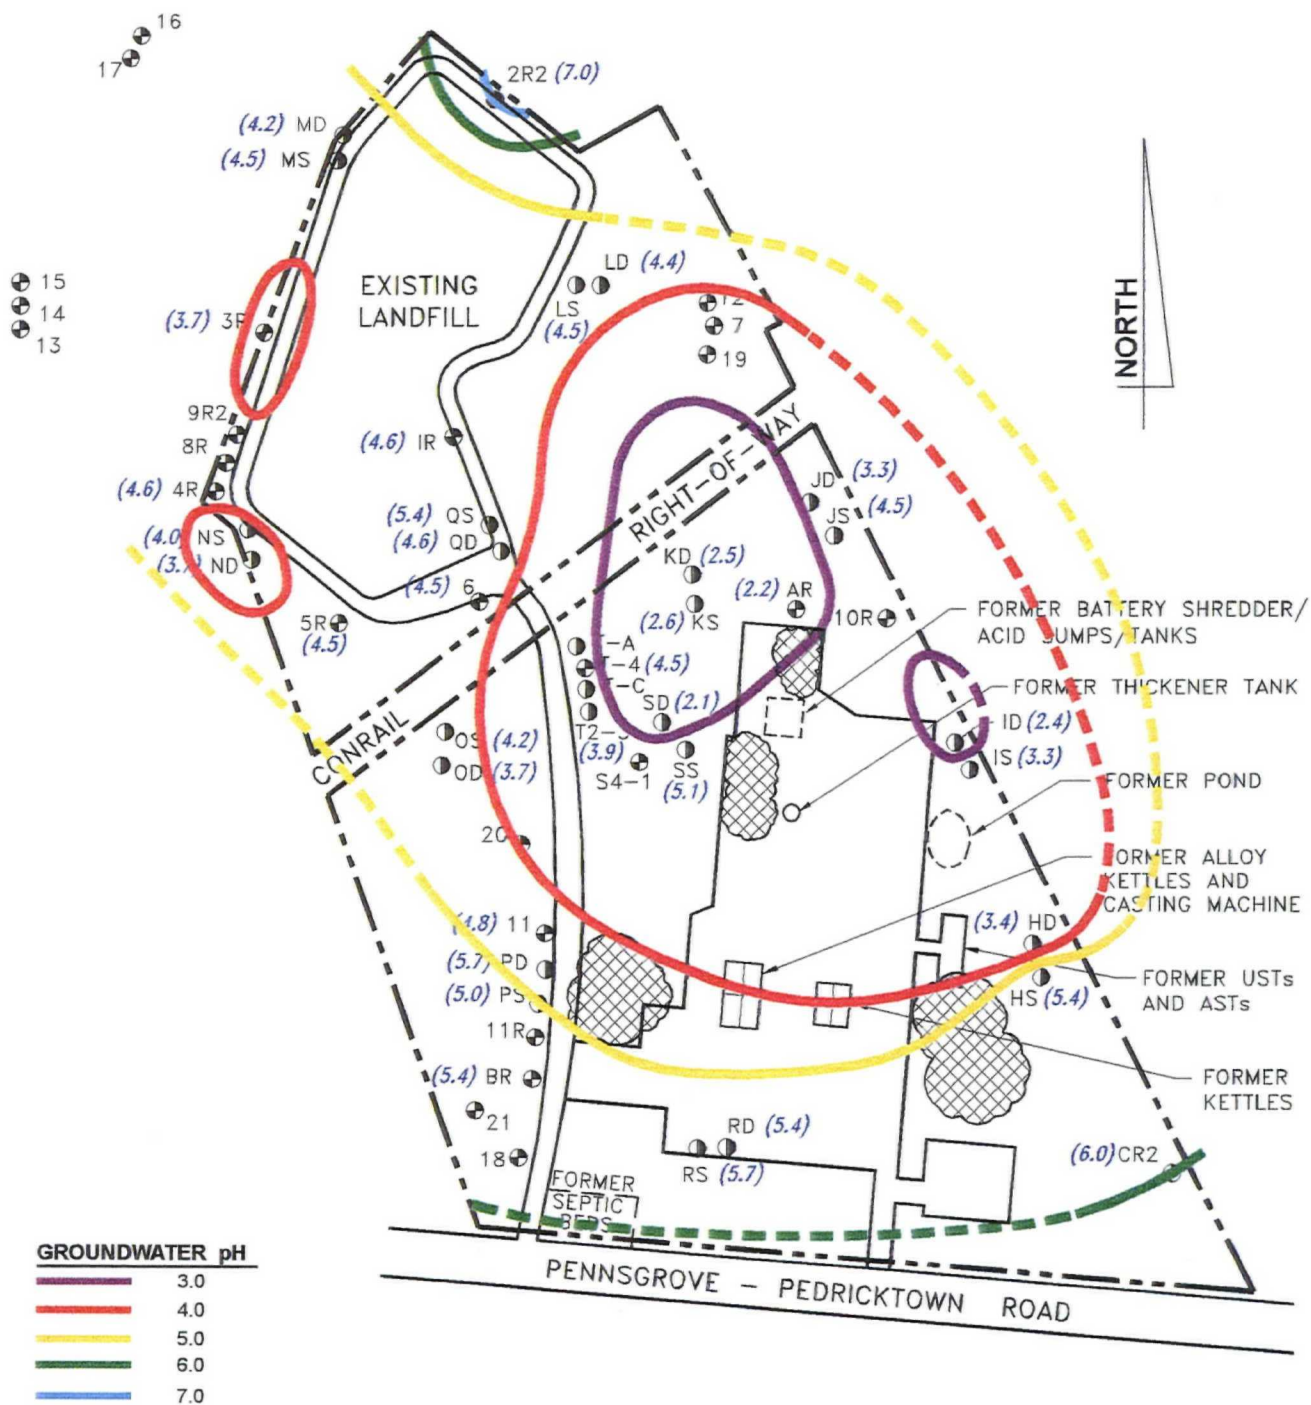 16
17
2R2 (7.0)
(4.2) MD
(4.5) MS
15
14
13
EXISTING
LANDFILL
LD (4.4)
LS
(4.5)
12
7
19
(3.7) 3R
NORTH
9R2
8R
(4.6) 4R
(4.6) IR
RIGHT-OF-WAY
JD (3.3)
JS (4.5)
(5.4) QS
(4.6) QD
NS
ND
KD (2.5)
KS (2.6)
(2.2) AR
10R
(4.5) 6
5R
(4.5)
FORMER BATTERY SHREDDER/
ACID SUMPS/TANKS
T-4 (4.5)
FORMER THICKENER TANK
SD (2.1)
ID (2.4)
IS (3.3)
CONRAIL
OS (4.2)
OD (3.7)
(3.9)
S4-1
SS
(5.1)
FORMER POND
20
FORMER ALLOY
KETTLES AND
CASTING MACHINE
(4.8) 11
(3.4) HD
(5.7) PD
(5.0) PS
HS (5.4)
FORMER USTs
AND ASTs
11R
(5.4) BR
21
FORMER
KETTLES
18
RD (5.4)
RS (5.7)
(6.0) CR2
FORMER
SEPTIC
BEDS
PENNSGROVE - PEDRICKTOWN ROAD
GROUNDWATER pH
3.0
4.0
5.0
6.0
7.0